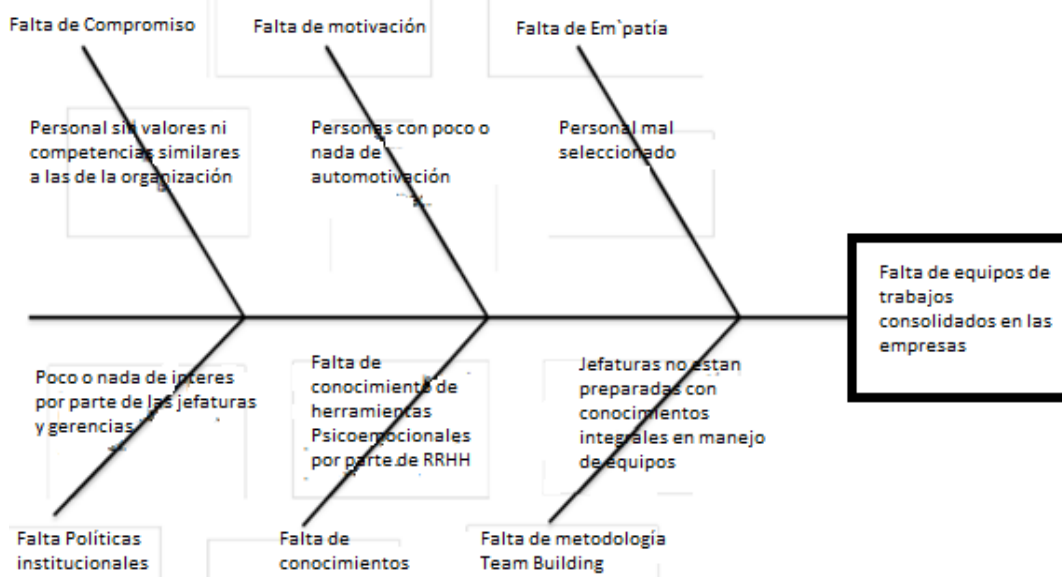 Falta de Compromiso
Falta de motivación
Falta de Em`patía
Personal sin valores ni
competencias similares
a las de la organización
Personas con poco o
nada de
automotivación
Personal mal
seleccionado
Falta de equipos de
trabajos
consolidados en las
empresas
Poco o nada de interes
por parte de las jefaturas
y gerencias
Falta de
conocimiento de
herramientas
Psicoemocionales
por parte de RRHH
Jefaturas no estan
preparadas con
conocimientos
integrales en manejo
de equipos
Falta Políticas
institucionales
Falta de
conocimientos
Falta de metodología
Team Building